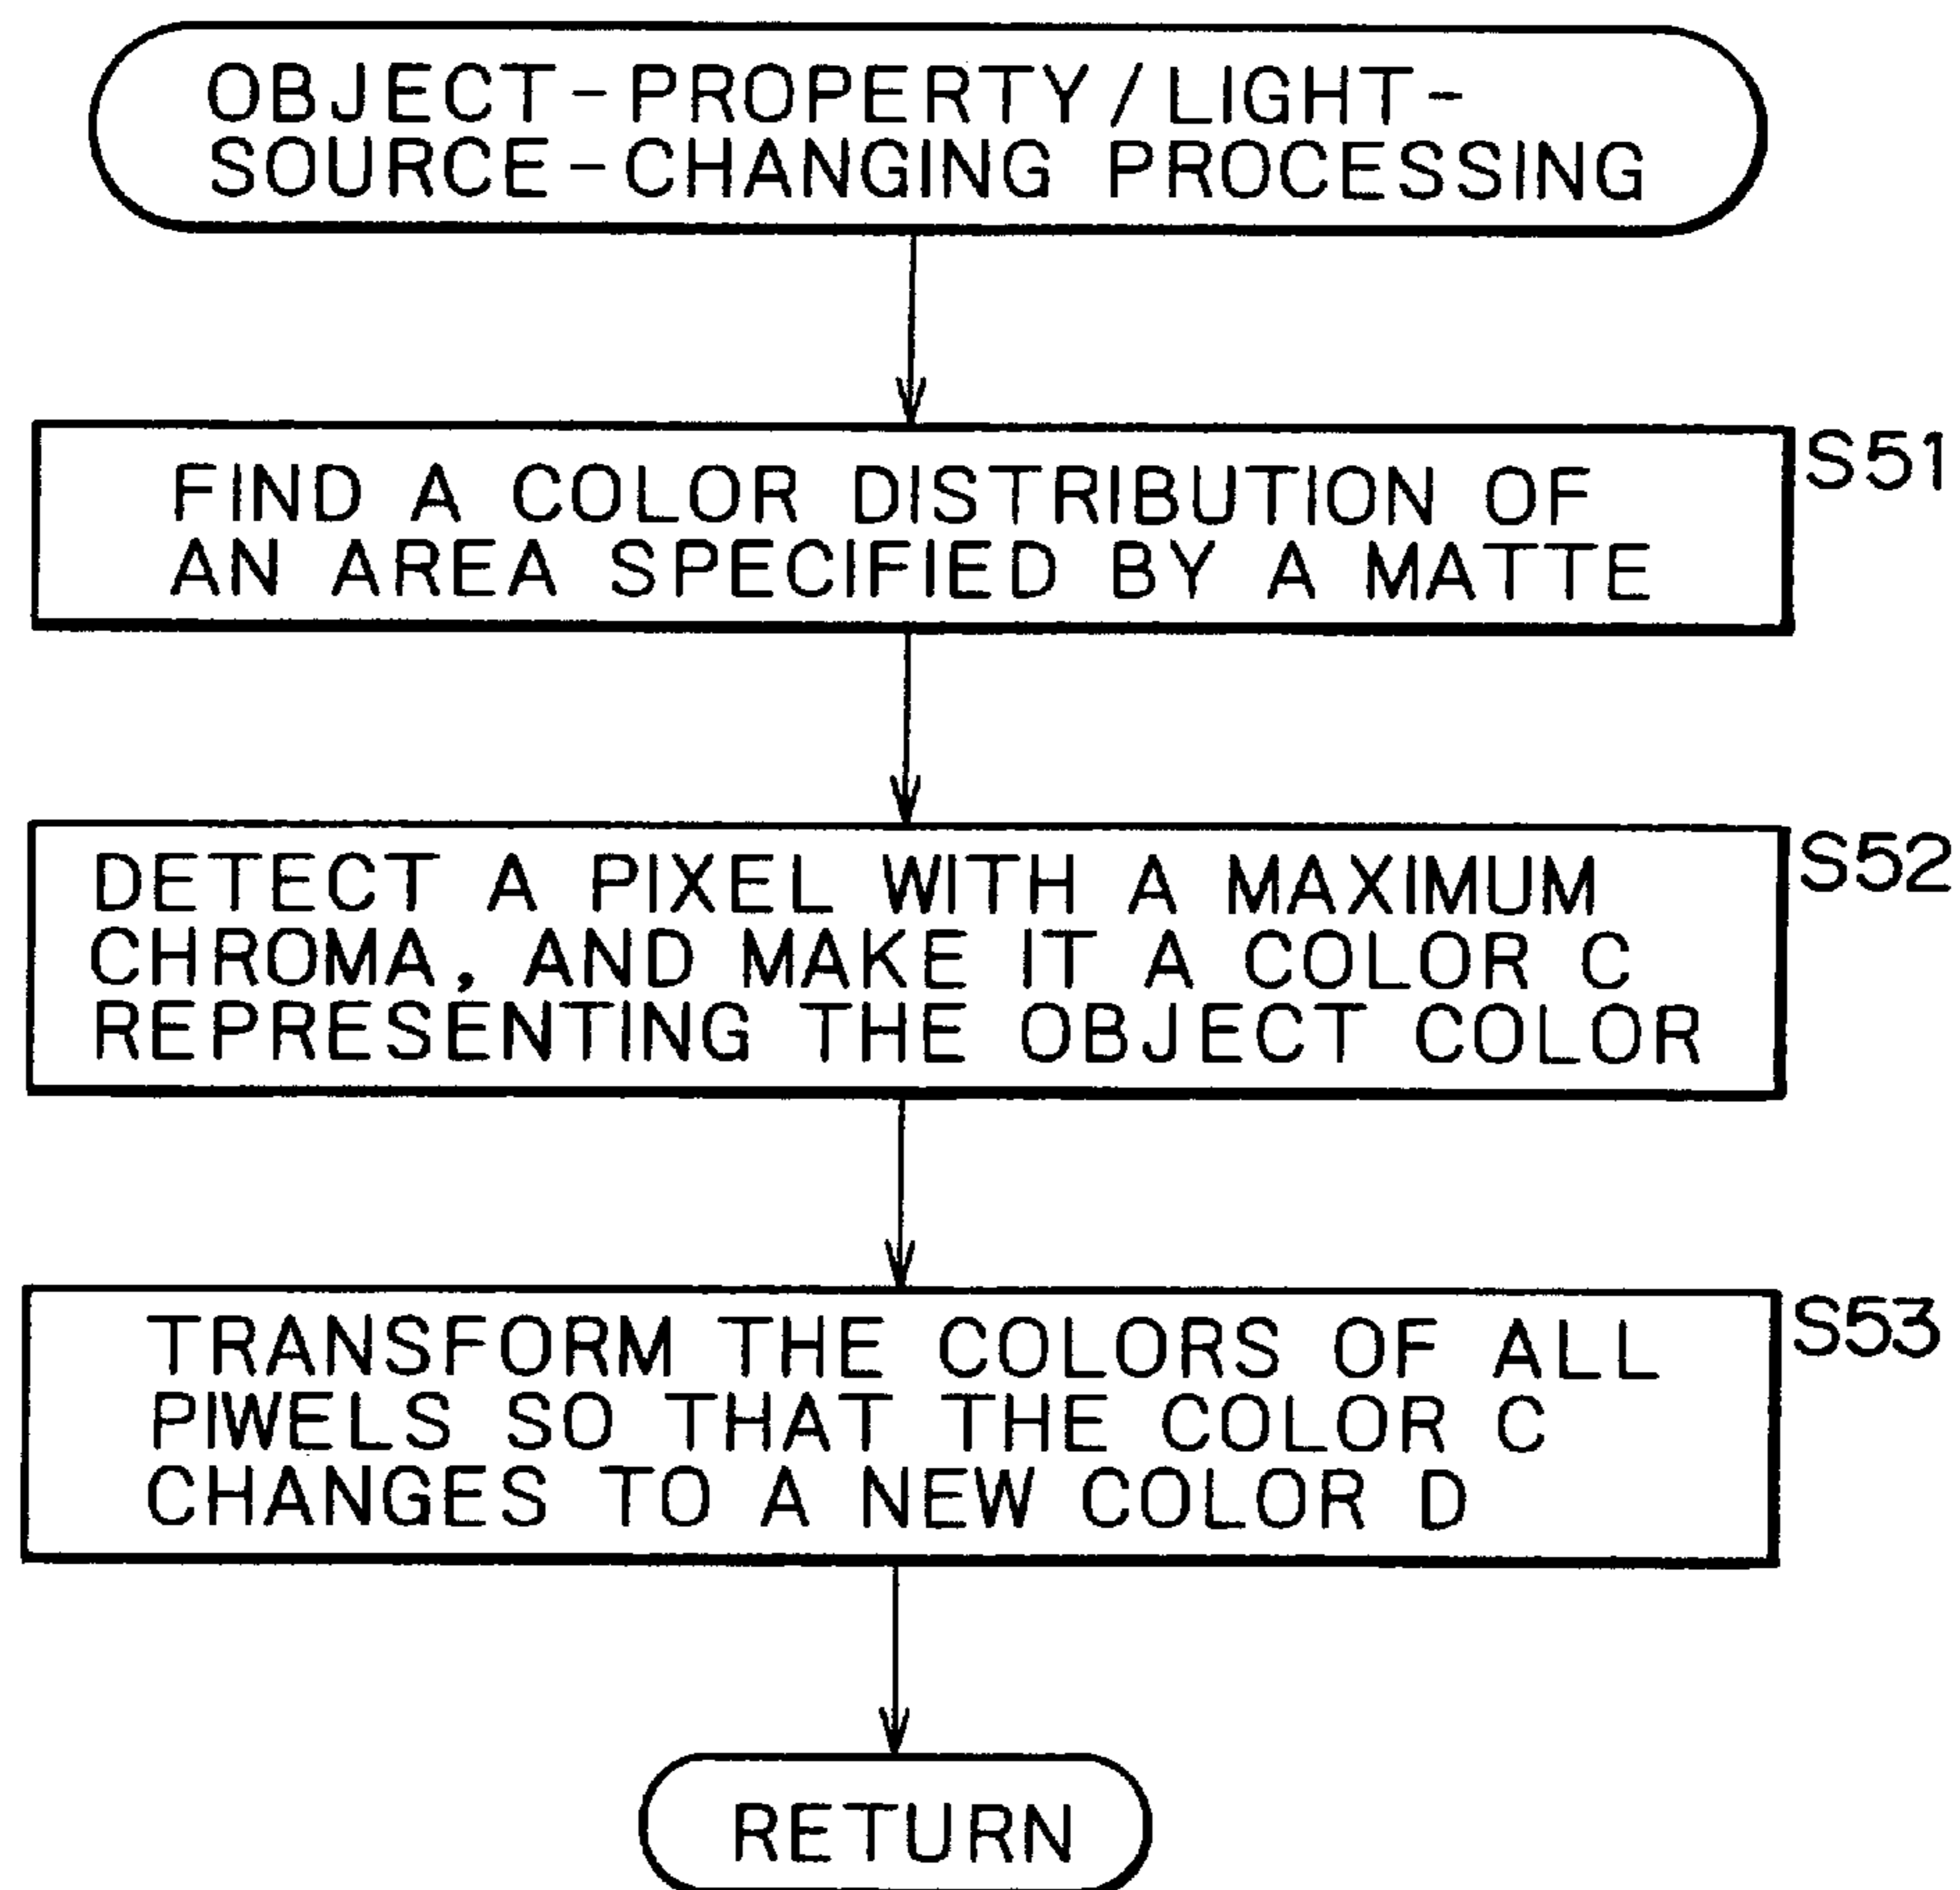 OBJECT-PROPERTY/LIGHT-
SOURCE-CHANGING PROCESSING
FIND A COLOR DISTRIBUTION OF
AN AREA SPECIFIED BY A MATTE
S51
DETECT A PIXEL WITH A MAXIMUM
CHROMA, AND MAKE IT A COLOR C
REPRESENTING THE OBJECT COLOR
S52
TRANSFORM THE COLORS OF ALL
PIWELS SO THAT THE COLOR C
CHANGES TO A NEW COLOR D
S53
RETURN